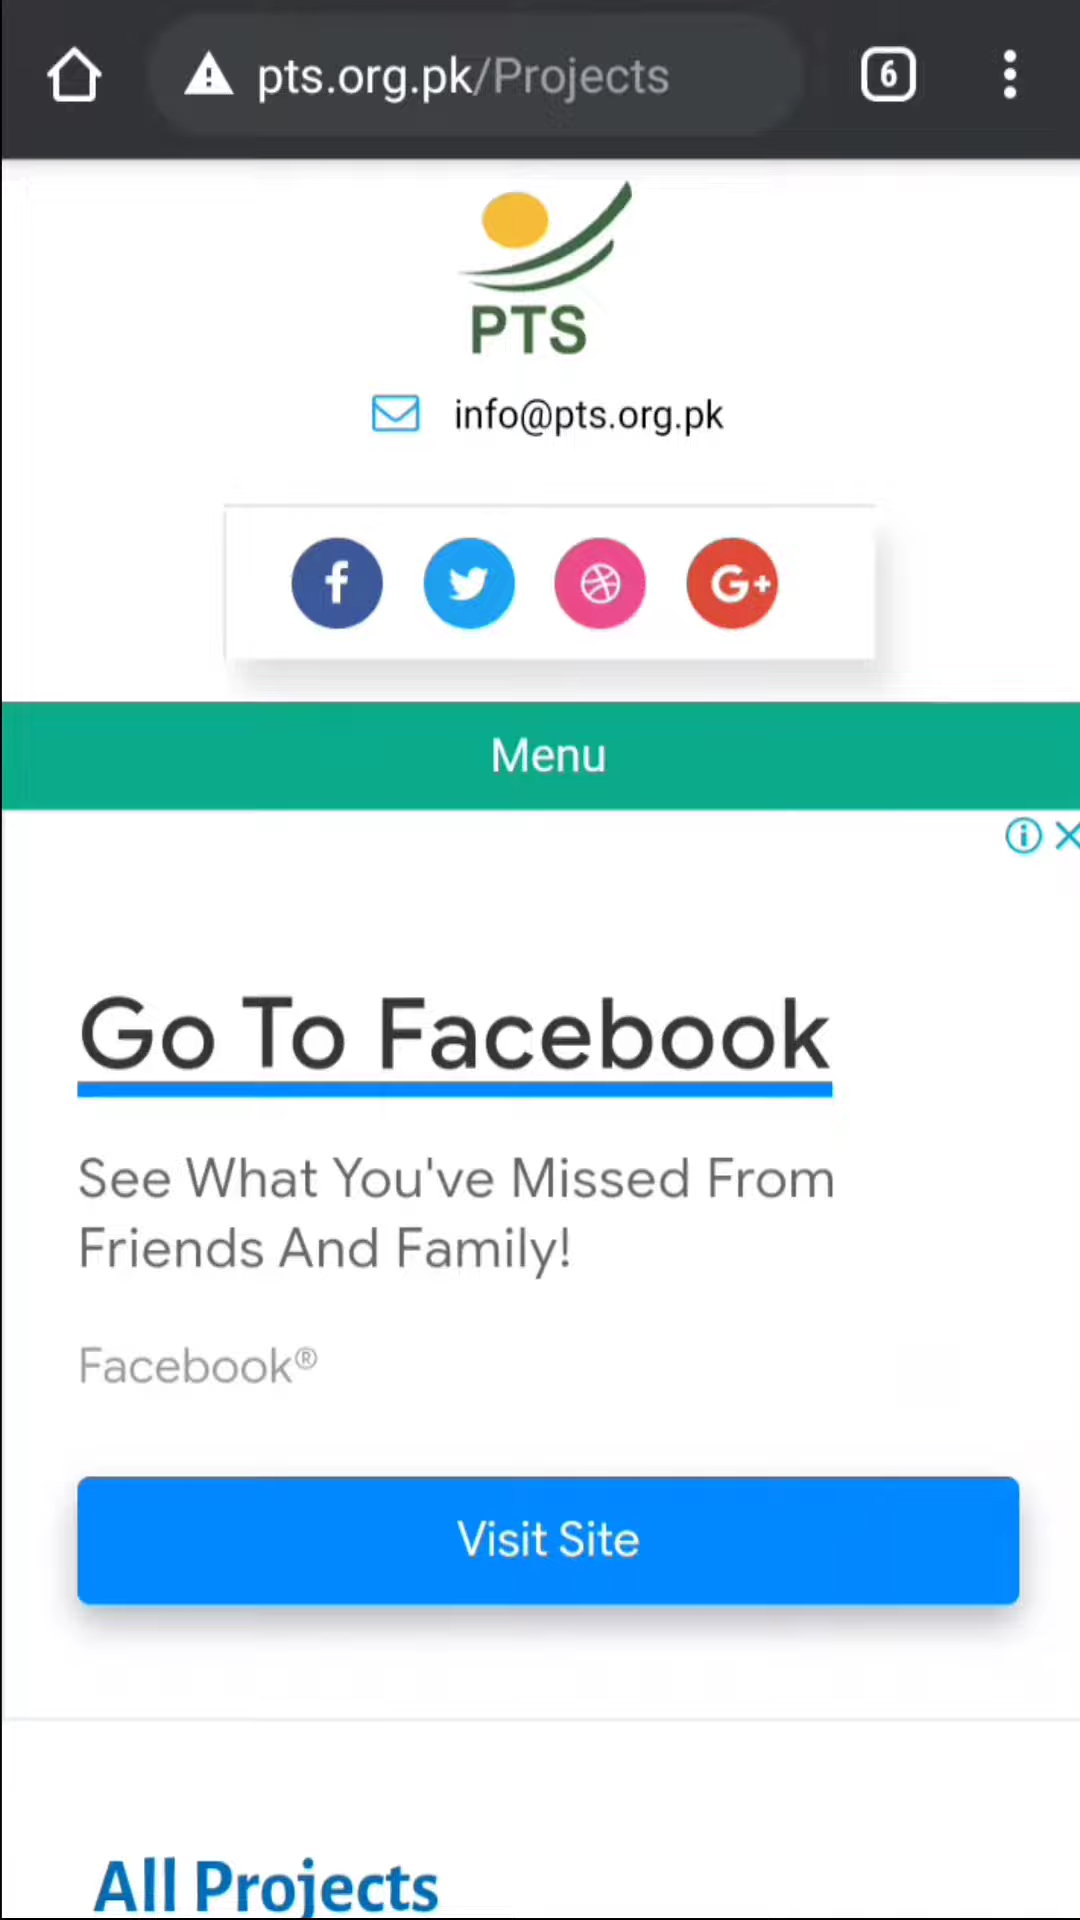 pts.org.pk/Projects
6
PTS
info@pts.org.pk
f
G+
Menu
Go To Facebook
See What You've Missed From
Friends And Family!
Facebook®
Visit Site
All Projects